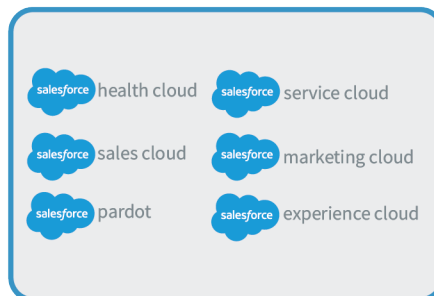 salesforce health cloud
salesforce service cloud
salesforce sales cloud
salesforce marketing cloud
salesforce pardot
salesforce experience cloud